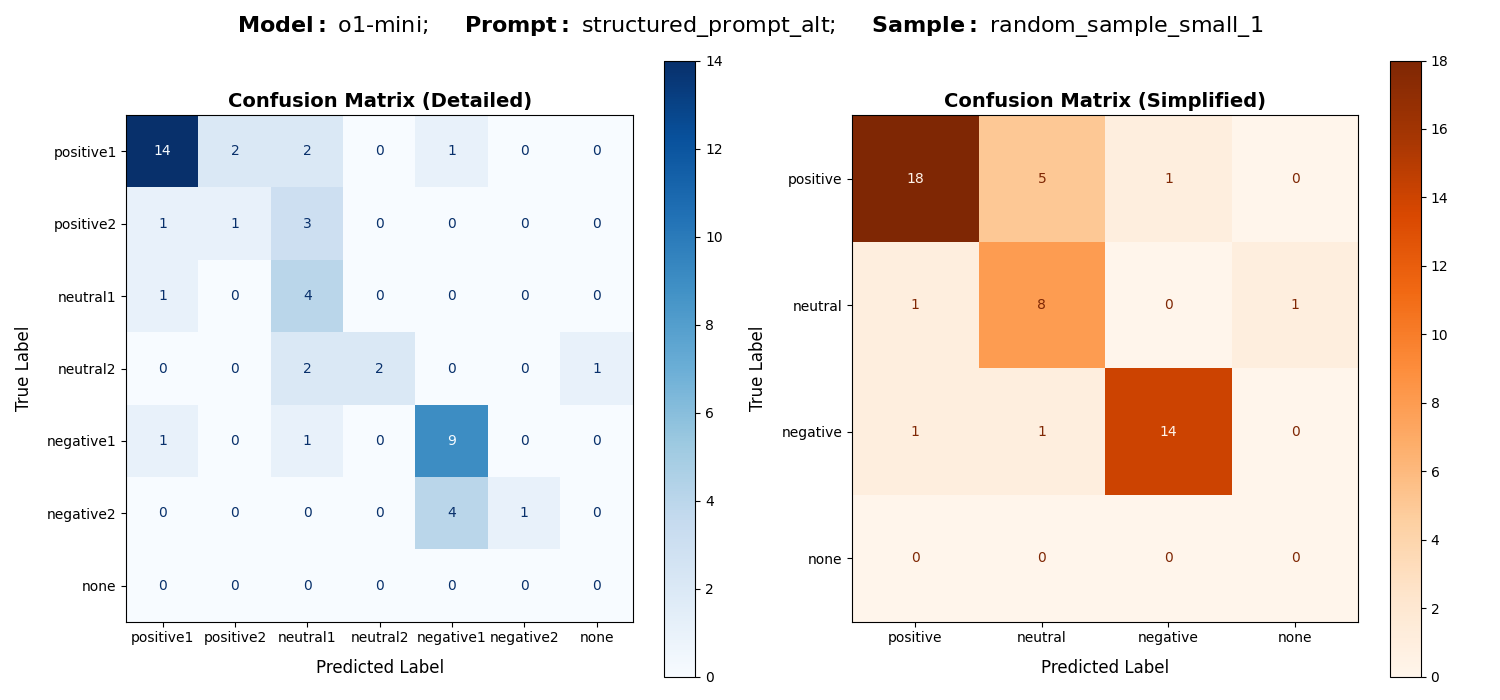 Model: o1-mini; Prompt: structured_prompt_alt; Sample: random_sample_small_1
Confusion Matrix (Detailed)
True Label
positive1 14 2 2 0 1 0 0
positive2 1 1 3 0 0 0 0
neutral1 1 0 4 0 0 0 0
neutral2 0 0 2 2 0 0 1
negative1 1 0 1 0 9 0 0
negative2 0 0 0 0 4 1 0
none 0 0 0 0 0 0 0
positive1 positive2 neutral1 neutral2 negative1 negative2 none
Predicted Label
14
12
10
8
6
4
2
0
Confusion Matrix (Simplified)
True Label
positive 18 5 1 0
neutral 1 8 0 1
negative 1 1 14 0
none 0 0 0 0
positive neutral negative none
Predicted Label
18
16
14
12
10
8
6
4
2
0